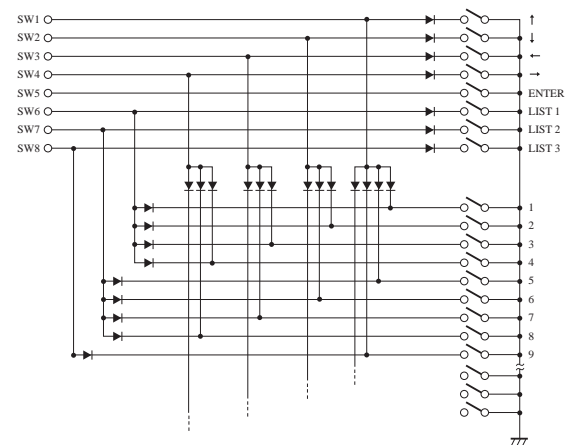 SW1 ↑
SW2 ↓
SW3 ←
SW4 →
SW5 ENTER
SW6 LIST 1
SW7 LIST 2
SW8 LIST 3
1
2
3
4
5
6
7
8
9